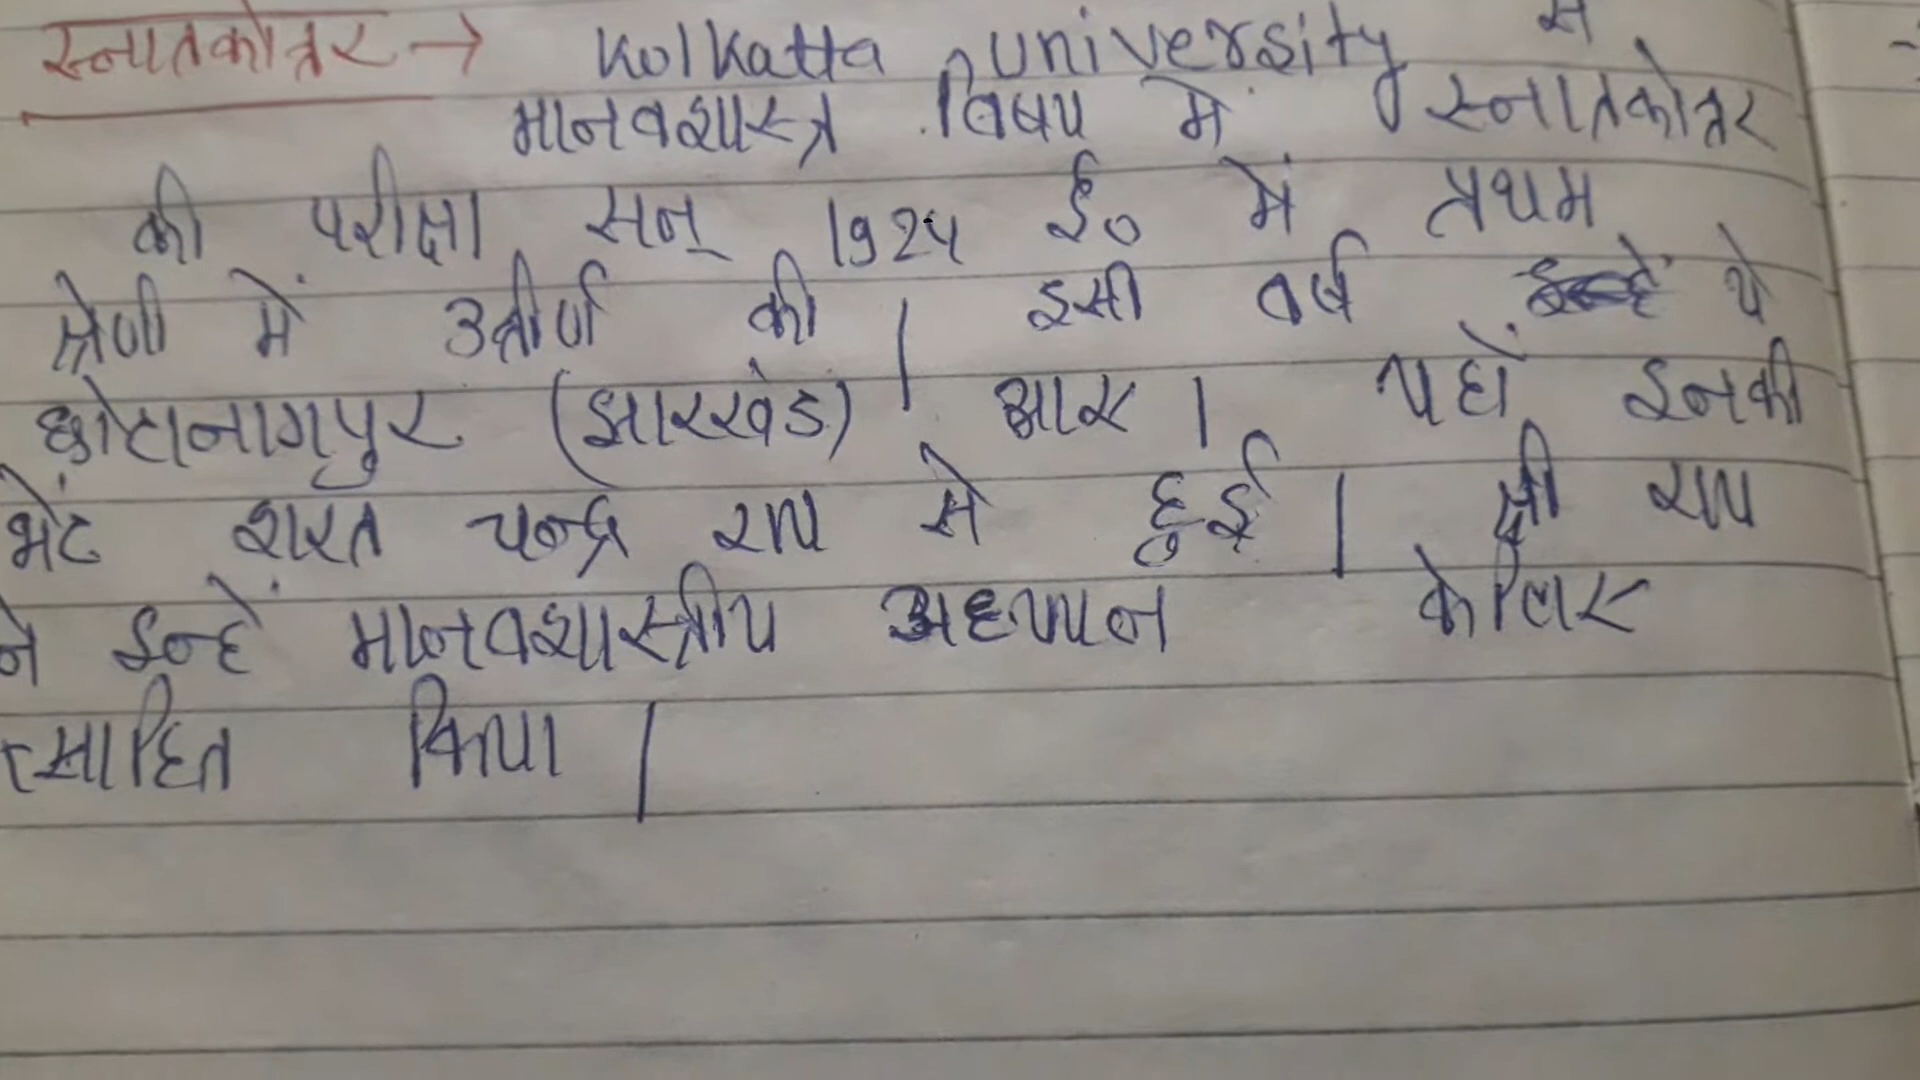 स्नातकोत्तर → Kolkatta University से
मानवशास्त्र विषय में स्नातकोत्तर
की परीक्षा सन् 1924 ई० में प्रथम
श्रेणी में उत्तीर्ण की | इसी वर्ष ये
छोटानागपुर (झारखंड) आए | यहाँ इनकी
भेंट शरत चन्द्र राय से हुई | श्री राय
ने इन्हें मानवशास्त्रीय अध्ययन के लिए
त्साहित किया |